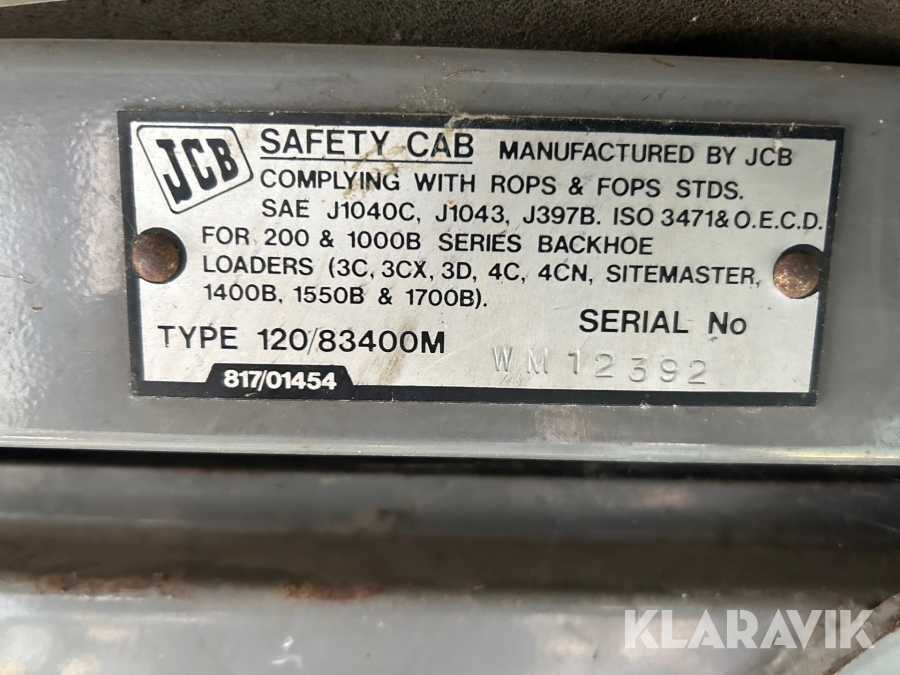 JCB
SAFETY CAB MANUFACTURED BY JCB
COMPLYING WITH ROPS & FOPS STDS.
SAE J1040C, J1043, J397B. ISO 3471 & O.E.C.D.
FOR 200 & 1000B SERIES BACKHOE
LOADERS (3C, 3CX, 3D, 4C, 4CN, SITEMASTER,
1400B, 1550B & 1700B).
TYPE 120/83400M SERIAL No
WM12392
817/01454
KLARAVIK